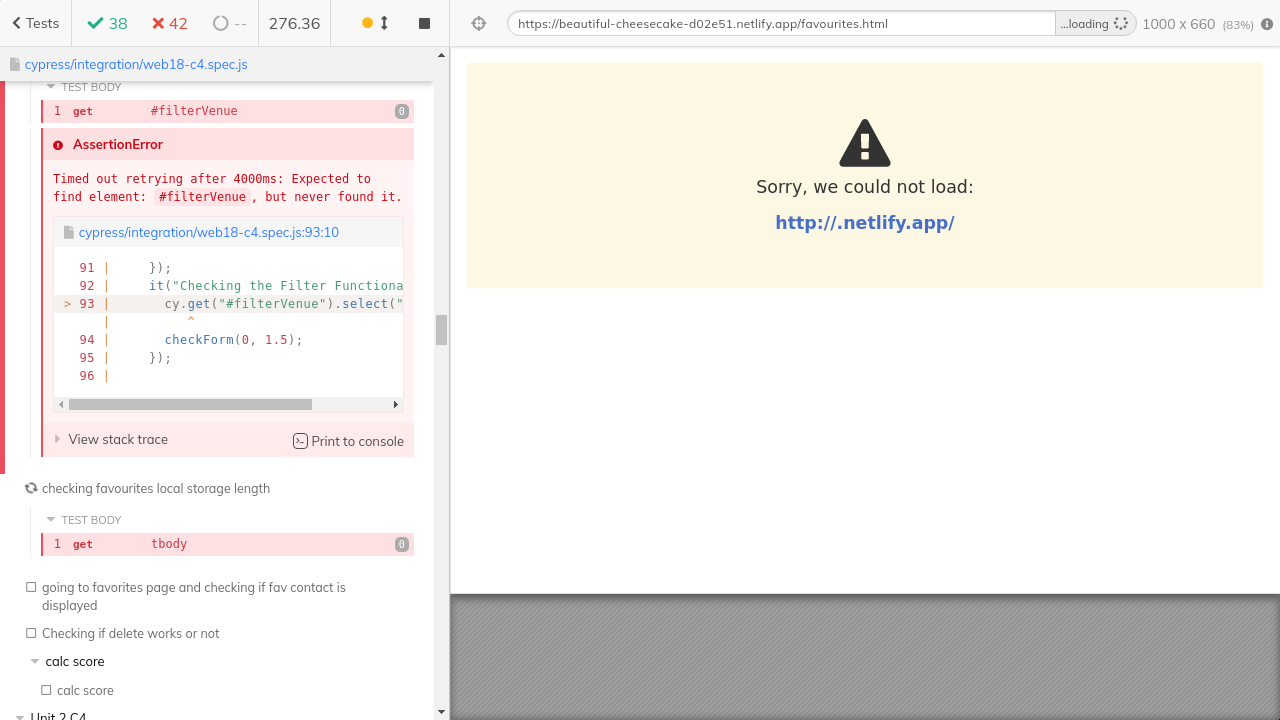 Tests
38
42
--
276.36
https://beautiful-cheesecake-d02e51.netlify.app/favourites.html
...loading
1000 x 660 (83%)
cypress/integration/web18-c4.spec.js
TEST BODY
1 get #filterVenue 0
AssertionError
Timed out retrying after 4000ms: Expected to
find element: #filterVenue, but never found it.
cypress/integration/web18-c4.spec.js:93:10
91 |     });
92 |     it("Checking the Filter Functiona
> 93 |       cy.get("#filterVenue").select("
|          ^
94 |       checkForm(0, 1.5);
95 |     });
96 |
View stack trace
Print to console
checking favourites local storage length
TEST BODY
1 get tbody 0
going to favorites page and checking if fav contact is
displayed
Checking if delete works or not
calc score
calc score
Unit 2 C4
Sorry, we could not load:
http://.netlify.app/